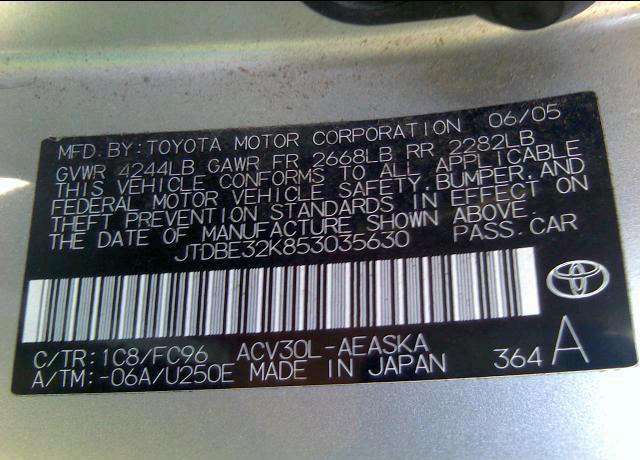 MFD.BY:TOYOTA MOTOR CORPORATION 06/05
GVWR 4244LB GAWR FR 2668LB RR 2282LB
THIS VEHICLE CONFORMS TO ALL APPLICABLE
FEDERAL MOTOR VEHICLE SAFETY,BUMPER,AND
THEFT PREVENTION STANDARDS IN EFFECT ON
THE DATE OF MANUFACTURE SHOWN ABOVE.
JTDBE32K853035630 PASS.CAR
C/TR:1C8/FC96 ACV30L-AEASKA
A/TM:-06A/U250E MADE IN JAPAN 364 A